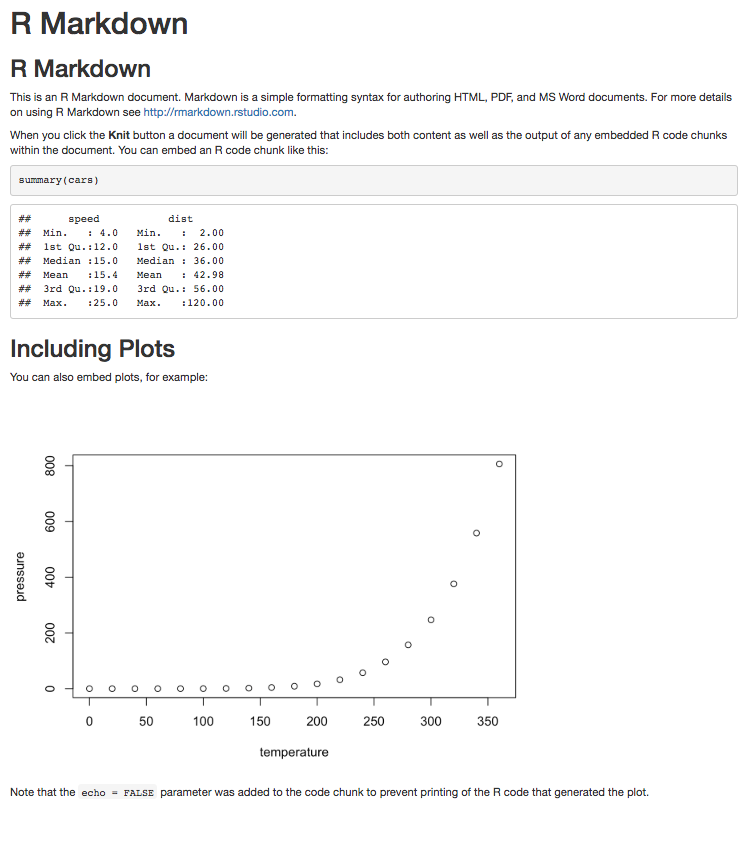 R Markdown
R Markdown
This is an R Markdown document. Markdown is a simple formatting syntax for authoring HTML, PDF, and MS Word documents. For more details
on using R Markdown see http://rmarkdown.rstudio.com.
When you click the Knit button a document will be generated that includes both content as well as the output of any embedded R code chunks
within the document. You can embed an R code chunk like this:
summary(cars)
##      speed           dist
##  Min.   : 4.0   Min.   :  2.00
##  1st Qu.:12.0   1st Qu.: 26.00
##  Median :15.0   Median : 36.00
##  Mean   :15.4   Mean   : 42.98
##  3rd Qu.:19.0   3rd Qu.: 56.00
##  Max.   :25.0   Max.   :120.00
Including Plots
You can also embed plots, for example:
800
600
400
200
0
pressure
0 50 100 150 200 250 300 350
temperature
Note that the echo = FALSE parameter was added to the code chunk to prevent printing of the R code that generated the plot.